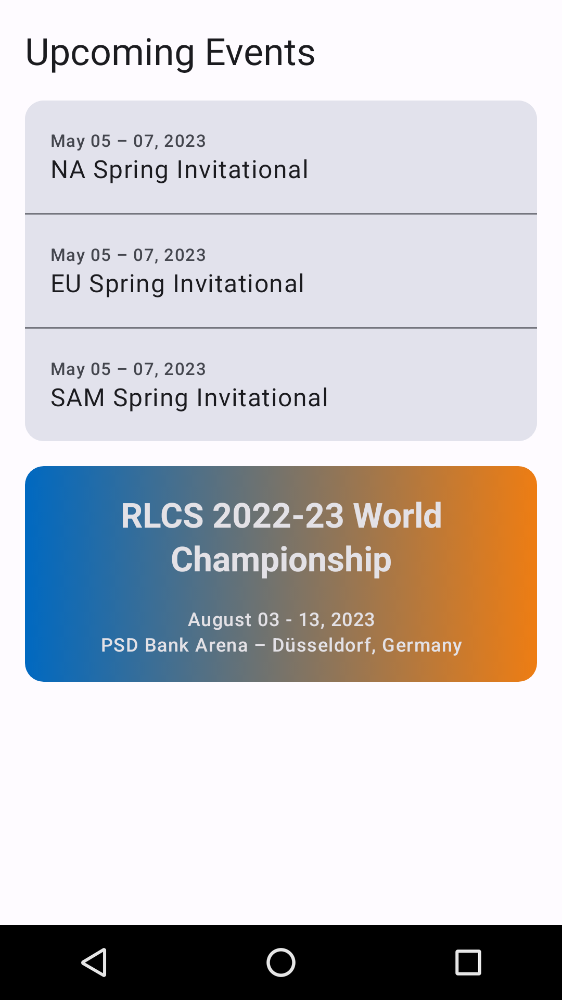 Upcoming Events
May 05 – 07, 2023
NA Spring Invitational
May 05 – 07, 2023
EU Spring Invitational
May 05 – 07, 2023
SAM Spring Invitational
RLCS 2022-23 World
Championship
August 03 - 13, 2023
PSD Bank Arena – Düsseldorf, Germany